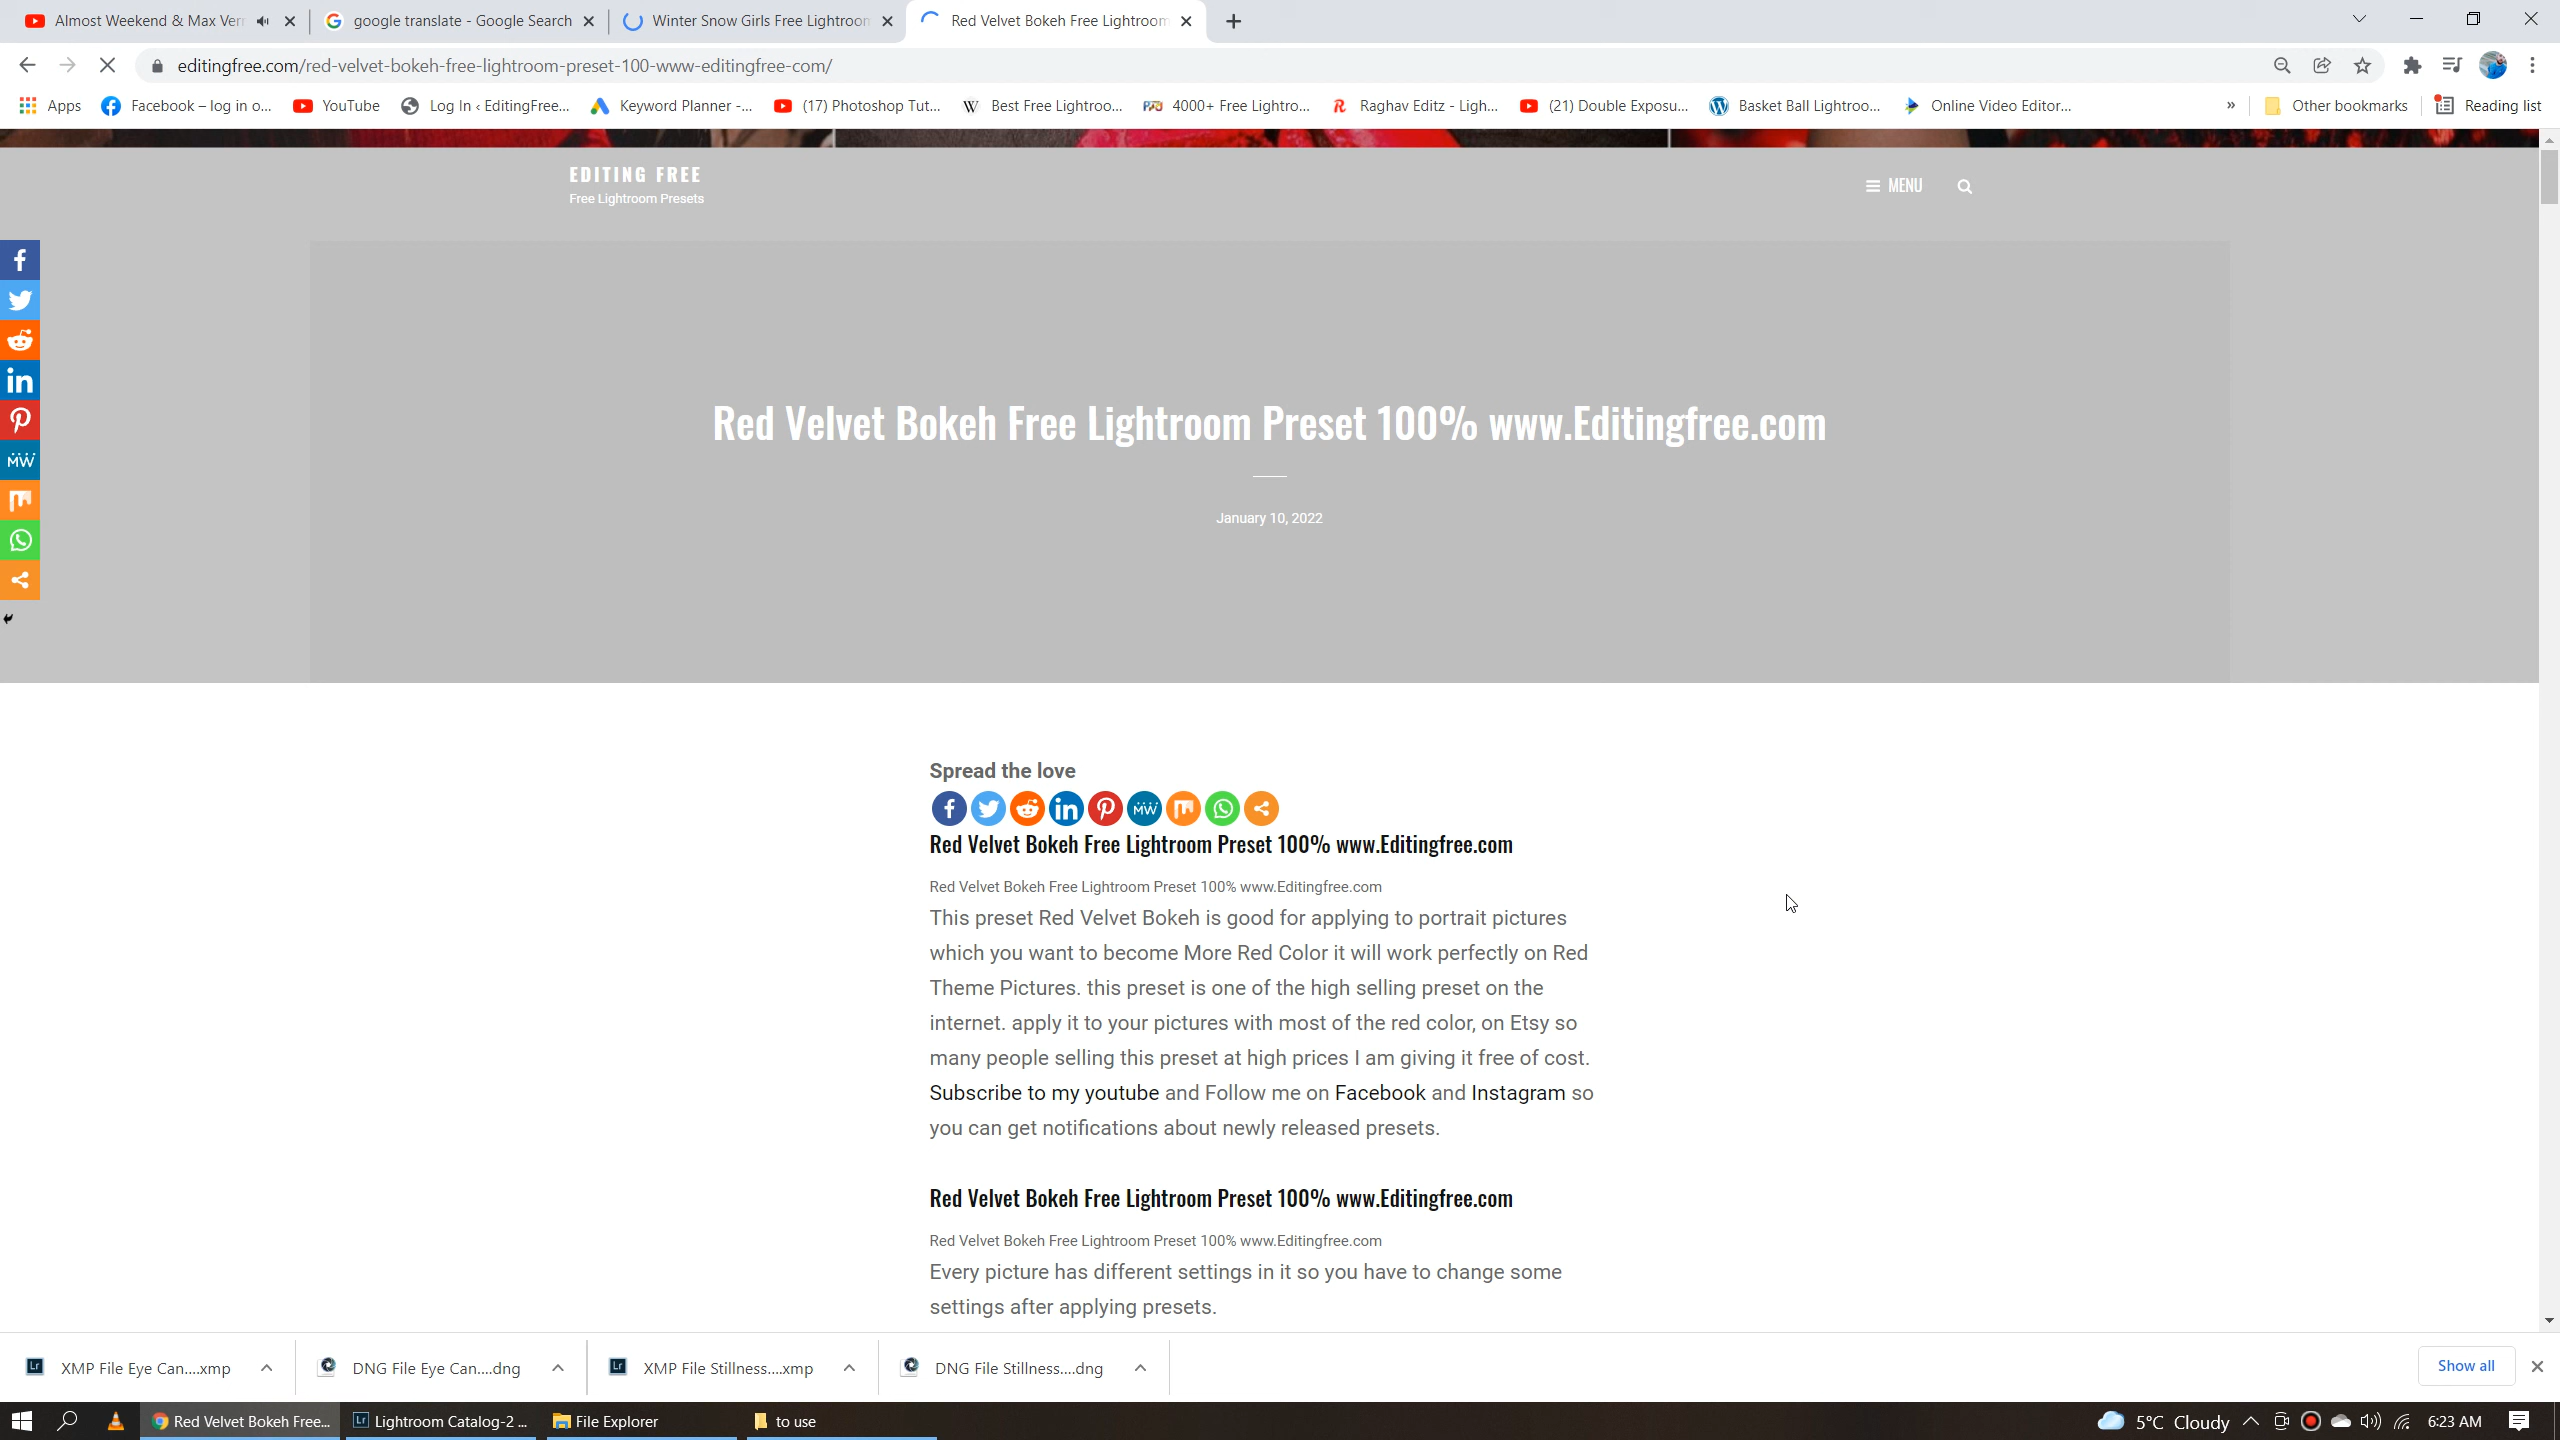 Almost Weekend & Max Ver
google translate - Google Search
Winter Snow Girls Free Lightroom
Red Velvet Bokeh Free Lightroom
editingfree.com/red-velvet-bokeh-free-lightroom-preset-100-www-editingfree-com/
Apps
Facebook – log in o...
YouTube
Log In ‹ EditingFree...
Keyword Planner -...
(17) Photoshop Tut...
Best Free Lightroo...
4000+ Free Lightro...
Raghav Editz - Ligh...
(21) Double Exposu...
Basket Ball Lightroo...
Online Video Editor...
»
Other bookmarks
Reading list
EDITING FREE
Free Lightroom Presets
MENU
Red Velvet Bokeh Free Lightroom Preset 100% www.Editingfree.com
January 10, 2022
MW
Spread the love
MW
Red Velvet Bokeh Free Lightroom Preset 100% www.Editingfree.com
Red Velvet Bokeh Free Lightroom Preset 100% www.Editingfree.com
This preset Red Velvet Bokeh is good for applying to portrait pictures
which you want to become More Red Color it will work perfectly on Red
Theme Pictures. this preset is one of the high selling preset on the
internet. apply it to your pictures with most of the red color, on Etsy so
many people selling this preset at high prices I am giving it free of cost.
Subscribe to my youtube and Follow me on Facebook and Instagram so
you can get notifications about newly released presets.
Red Velvet Bokeh Free Lightroom Preset 100% www.Editingfree.com
Red Velvet Bokeh Free Lightroom Preset 100% www.Editingfree.com
Every picture has different settings in it so you have to change some
settings after applying presets.
Lr XMP File Eye Can....xmp
DNG File Eye Can....dng
Lr XMP File Stillness....xmp
DNG File Stillness....dng
Show all
Red Velvet Bokeh Free...
Lr Lightroom Catalog-2 ...
File Explorer
to use
5°C Cloudy
6:23 AM